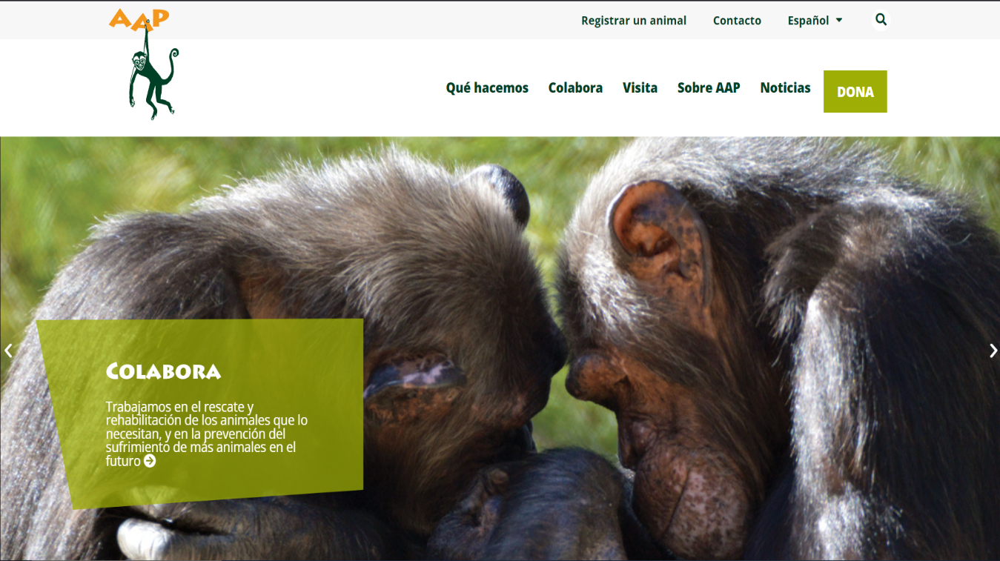 AAP
Registrar un animal
Contacto
Español
Qué hacemos
Colabora
Visita
Sobre AAP
Noticias
DONA
COLABORA
Trabajamos en el rescate y
rehabilitación de los animales que lo
necesitan, y en la prevención del
sufrimiento de más animales en el
futuro